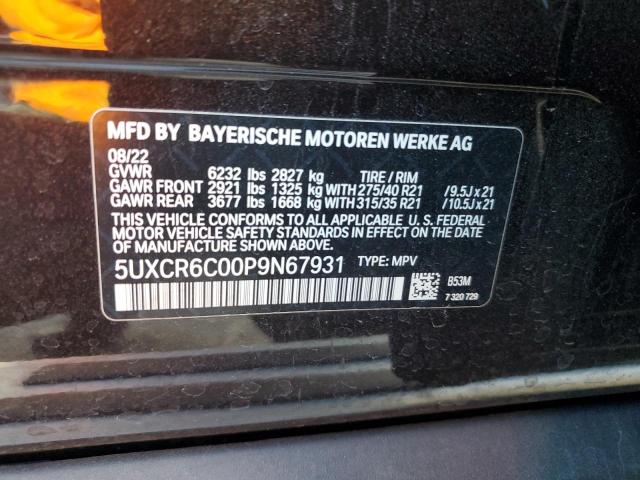 MFD BY BAYERISCHE MOTOREN WERKE AG
08/22
GVWR 6232 lbs 2827 kg TIRE / RIM
GAWR FRONT 2921 lbs 1325 kg WITH 275/40 R21 / 9.5J x 21
GAWR REAR 3677 lbs 1668 kg WITH 315/35 R21 / 10.5J x 21
THIS VEHICLE CONFORMS TO ALL APPLICABLE U. S. FEDERAL
MOTOR VEHICLE SAFETY STANDARDS IN EFFECT ON THE DATE
OF MANUFACTURE SHOWN ABOVE.
5UXCR6C00P9N67931 TYPE: MPV
B53M
7 320 729